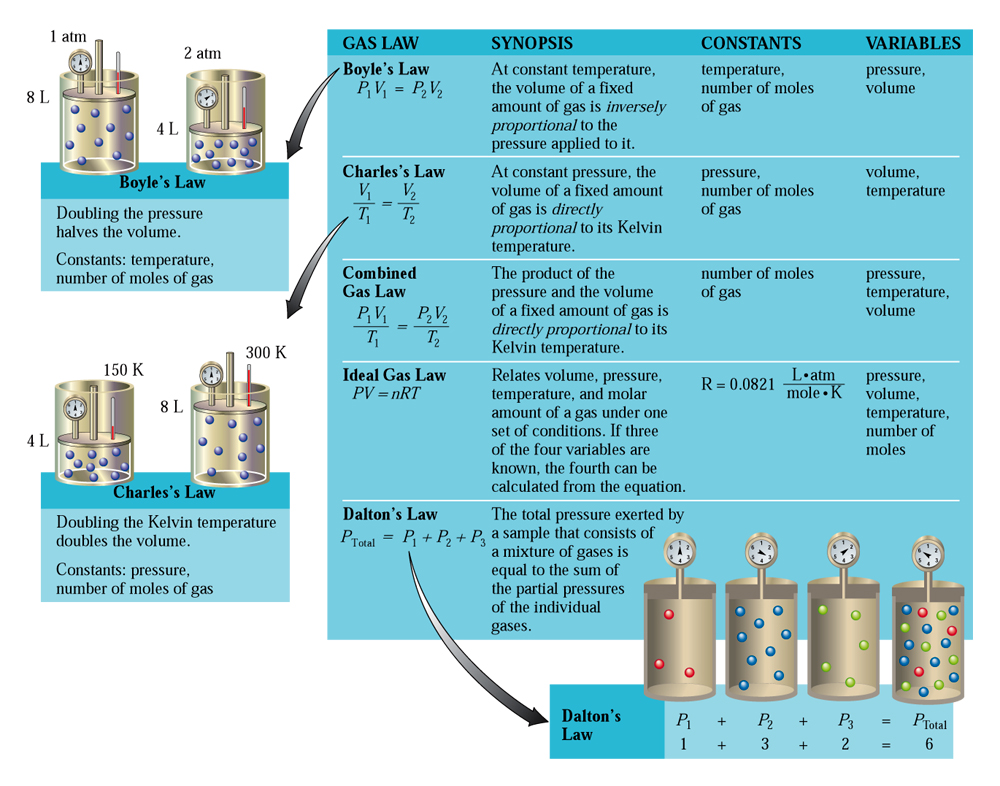 1 atm
2 atm
8 L
4 L
Boyle's Law
Doubling the pressure
halves the volume.
Constants: temperature,
number of moles of gas
150 K
300 K
8 L
4 L
Charles's Law
Doubling the Kelvin temperature
doubles the volume.
Constants: pressure,
number of moles of gas
GAS LAW SYNOPSIS CONSTANTS VARIABLES
Boyle's Law
P₁V₁ = P₂V₂
At constant temperature,
the volume of a fixed
amount of gas is inversely
proportional to the
pressure applied to it.
temperature,
number of moles
of gas
pressure,
volume
Charles's Law
V₁/T₁ = V₂/T₂
At constant pressure, the
volume of a fixed amount
of gas is directly
proportional to its Kelvin
temperature.
pressure,
number of moles
of gas
volume,
temperature
Combined
Gas Law
P₁V₁/T₁ = P₂V₂/T₂
The product of the
pressure and the volume
of a fixed amount of gas is
directly proportional to its
Kelvin temperature.
number of moles
of gas
pressure,
temperature,
volume
Ideal Gas Law
PV = nRT
Relates volume, pressure,
temperature, and molar
amount of a gas under one
set of conditions. If three
of the four variables are
known, the fourth can be
calculated from the equation.
R = 0.0821 L•atm/mole•K
pressure,
volume,
temperature,
number of
moles
Dalton's Law
P_Total = P₁ + P₂ + P₃
The total pressure exerted by
a sample that consists of
a mixture of gases is
equal to the sum of
the partial pressures
of the individual
gases.
Dalton's
Law
P₁ + P₂ + P₃ = P_Total
1 + 3 + 2 = 6